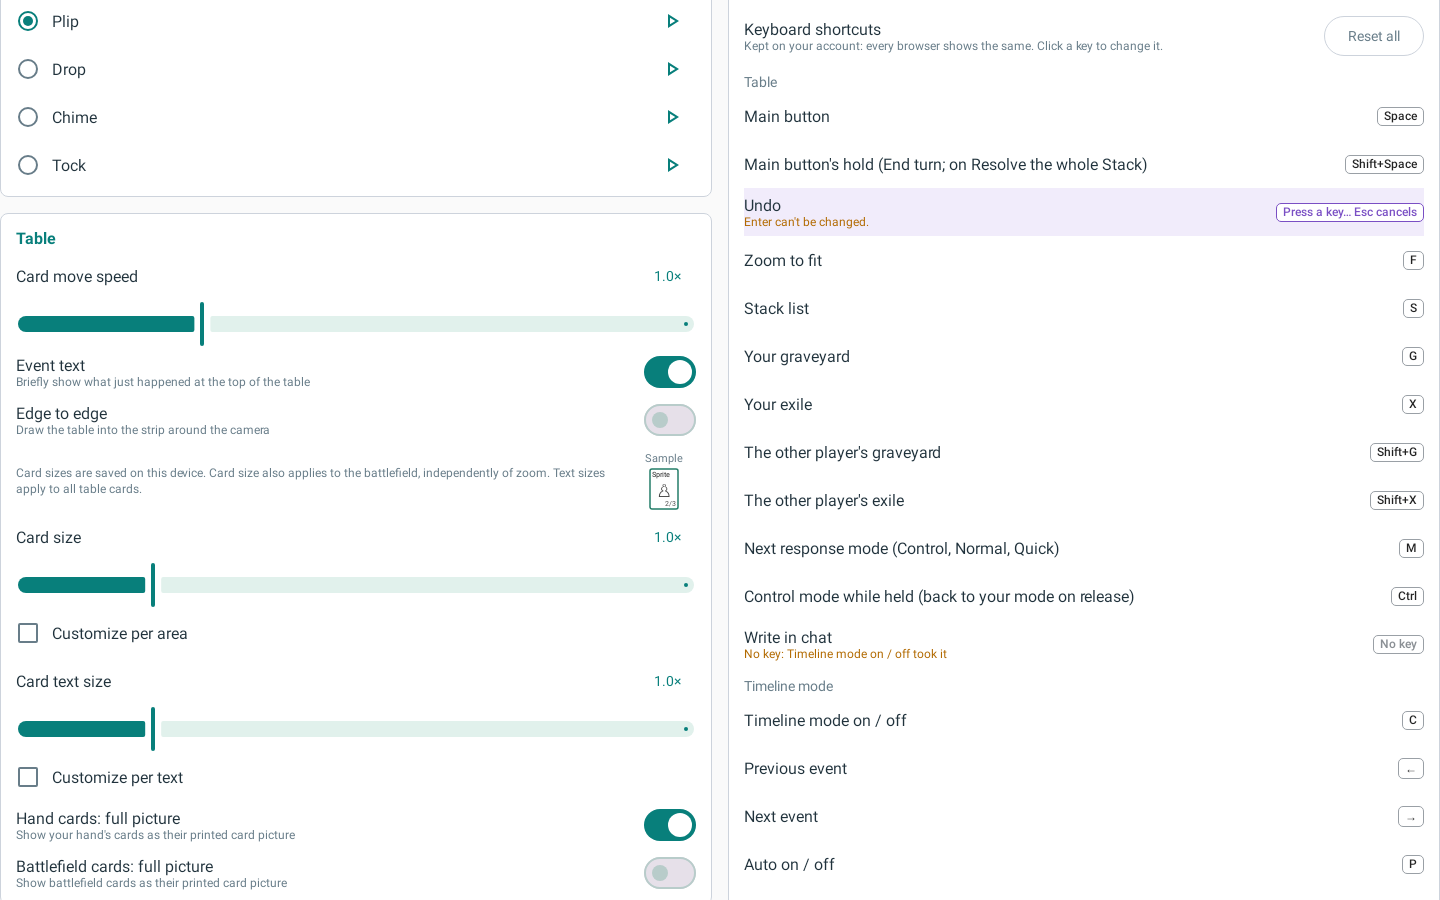 Plip
Drop
Chime
Tock
Table
Card move speed
1.0×
Event text
Briefly show what just happened at the top of the table
Edge to edge
Draw the table into the strip around the camera
Card sizes are saved on this device. Card size also applies to the battlefield, independently of zoom. Text sizes
apply to all table cards.
Sample
Sprite
2/3
Card size
1.0×
Customize per area
Card text size
1.0×
Customize per text
Hand cards: full picture
Show your hand's cards as their printed card picture
Battlefield cards: full picture
Show battlefield cards as their printed card picture
Keyboard shortcuts
Kept on your account: every browser shows the same. Click a key to change it.
Reset all
Table
Main button
Space
Main button's hold (End turn; on Resolve the whole Stack)
Shift+Space
Undo
Enter can't be changed.
Press a key... Esc cancels
Zoom to fit
F
Stack list
S
Your graveyard
G
Your exile
X
The other player's graveyard
Shift+G
The other player's exile
Shift+X
Next response mode (Control, Normal, Quick)
M
Control mode while held (back to your mode on release)
Ctrl
Write in chat
No key: Timeline mode on / off took it
No key
Timeline mode
Timeline mode on / off
C
Previous event
←
Next event
→
Auto on / off
P